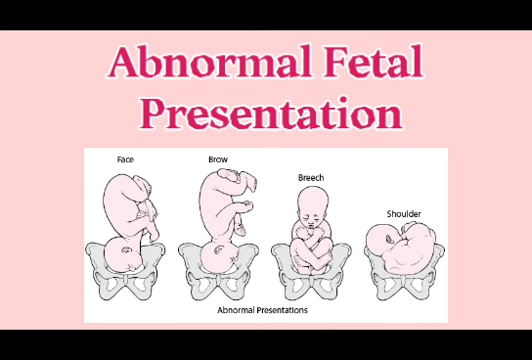 Abnormal Fetal
Presentation
Face
Brow
Breech
Shoulder
Abnormal Presentations